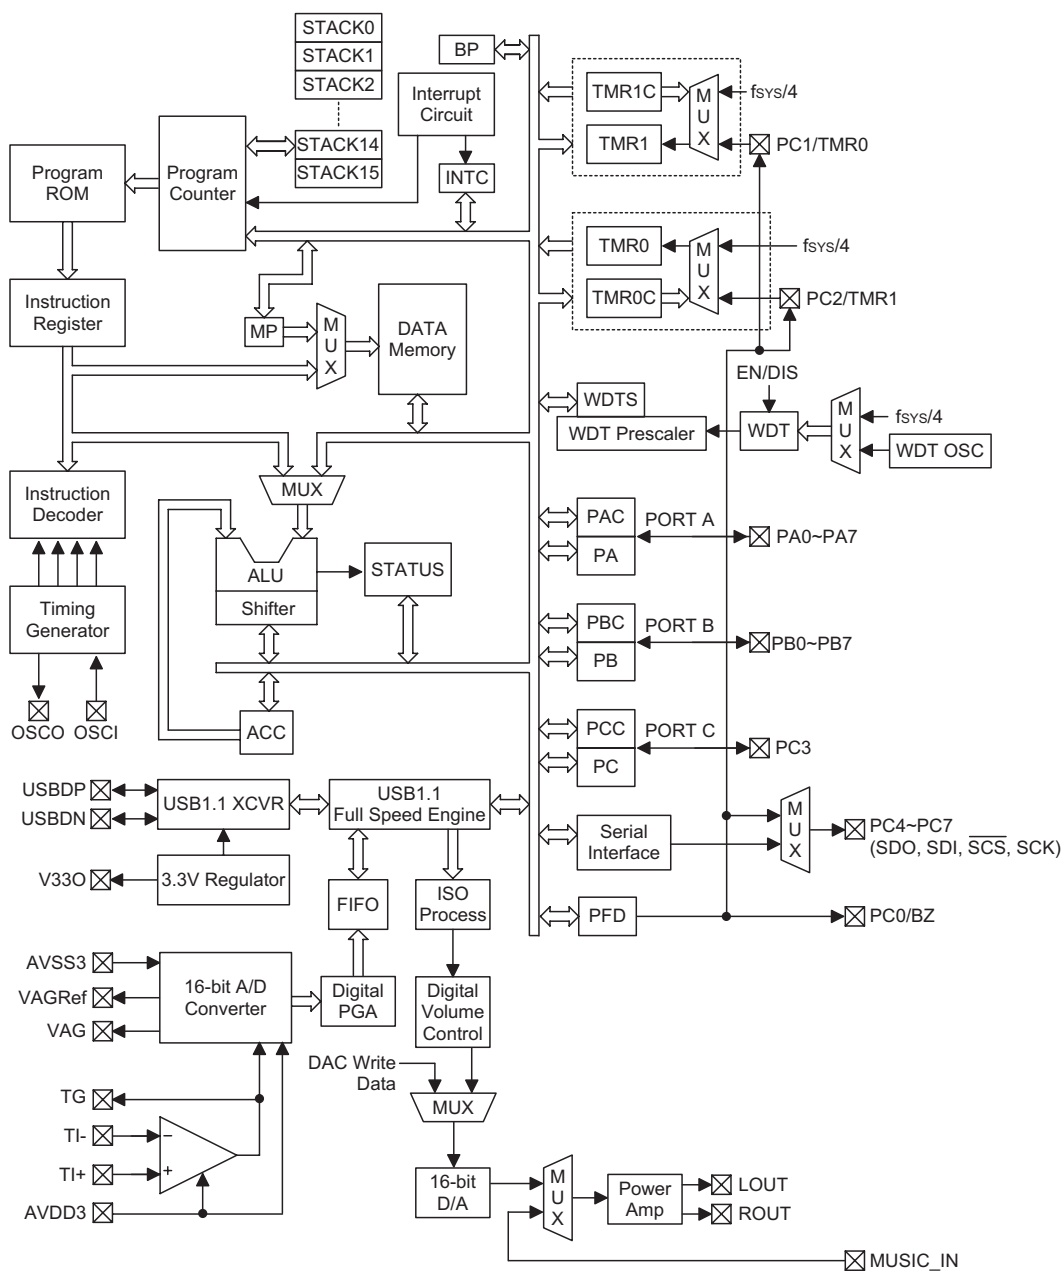 STACK0
STACK1
STACK2
STACK14
STACK15
BP
Interrupt
Circuit
INTC
Program
ROM
Program
Counter
TMR1C
TMR1
MUX
fSYS/4
PC1/TMR0
TMR0
TMR0C
MUX
fSYS/4
PC2/TMR1
Instruction
Register
MP
MUX
DATA
Memory
EN/DIS
WDTS
WDT Prescaler
WDT
MUX
fSYS/4
WDT OSC
Instruction
Decoder
MUX
ALU
Shifter
STATUS
PAC
PA
PORT A
PA0~PA7
Timing
Generator
OSCO
OSCI
ACC
PBC
PB
PORT B
PB0~PB7
PCC
PC
PORT C
PC3
USBDP
USBDN
USB1.1 XCVR
USB1.1
Full Speed Engine
Serial
Interface
MUX
PC4~PC7
(SDO, SDI, S̅C̅S̅, SCK)
V33O
3.3V Regulator
FIFO
ISO
Process
PFD
PC0/BZ
AVSS3
VAGRef
VAG
16-bit A/D
Converter
Digital
PGA
Digital
Volume
Control
DAC Write
Data
MUX
TG
TI-
TI+
AVDD3
−
+
16-bit
D/A
MUX
Power
Amp
LOUT
ROUT
MUSIC_IN